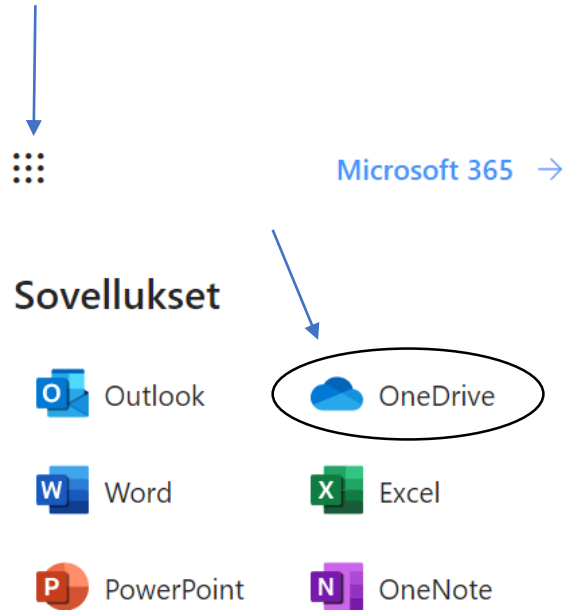 Microsoft 365 →
Sovellukset
O Outlook
OneDrive
W Word
X Excel
P PowerPoint
N OneNote